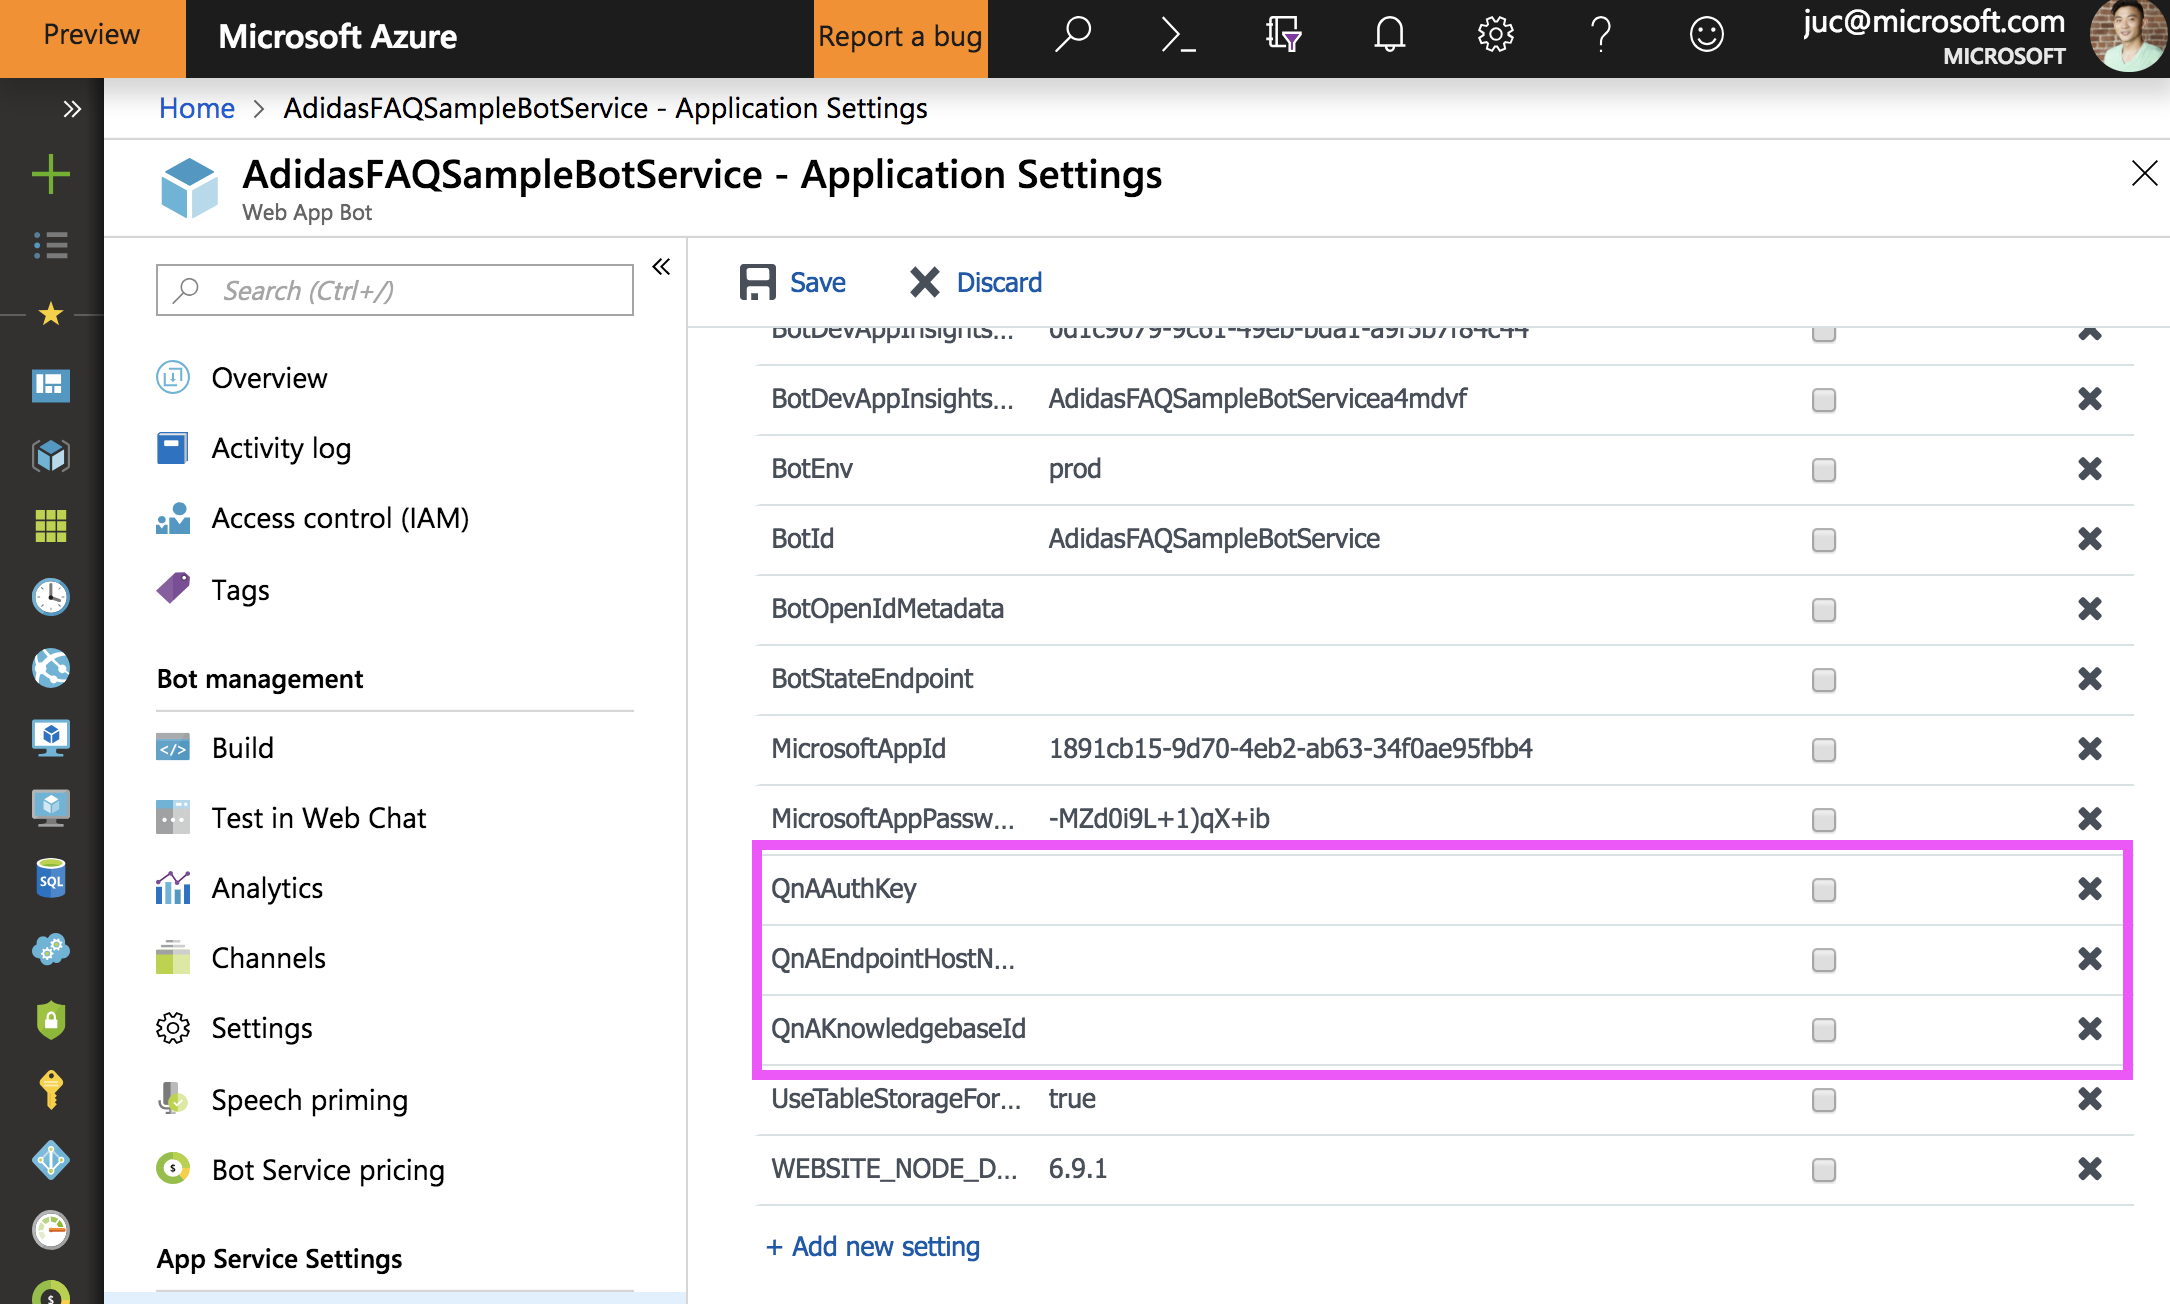 Preview
Microsoft Azure
Report a bug
juc@microsoft.com
MICROSOFT
Home > AdidasFAQSampleBotService - Application Settings
AdidasFAQSampleBotService - Application Settings
Web App Bot
Search (Ctrl+/)
Overview
Activity log
Access control (IAM)
Tags
Bot management
Build
Test in Web Chat
Analytics
Channels
Settings
Speech priming
Bot Service pricing
App Service Settings
SQL
Save
Discard
BotDevAppInsights...
BotDevAppInsights... AdidasFAQSampleBotServicea4mdvf
BotEnv prod
BotId AdidasFAQSampleBotService
BotOpenIdMetadata
BotStateEndpoint
MicrosoftAppId 1891cb15-9d70-4eb2-ab63-34f0ae95fbb4
MicrosoftAppPassw... -MZd0i9L+1)qX+ib
QnAAuthKey
QnAEndpointHostN...
QnAKnowledgebaseId
UseTableStorageFor... true
WEBSITE_NODE_D... 6.9.1
+ Add new setting